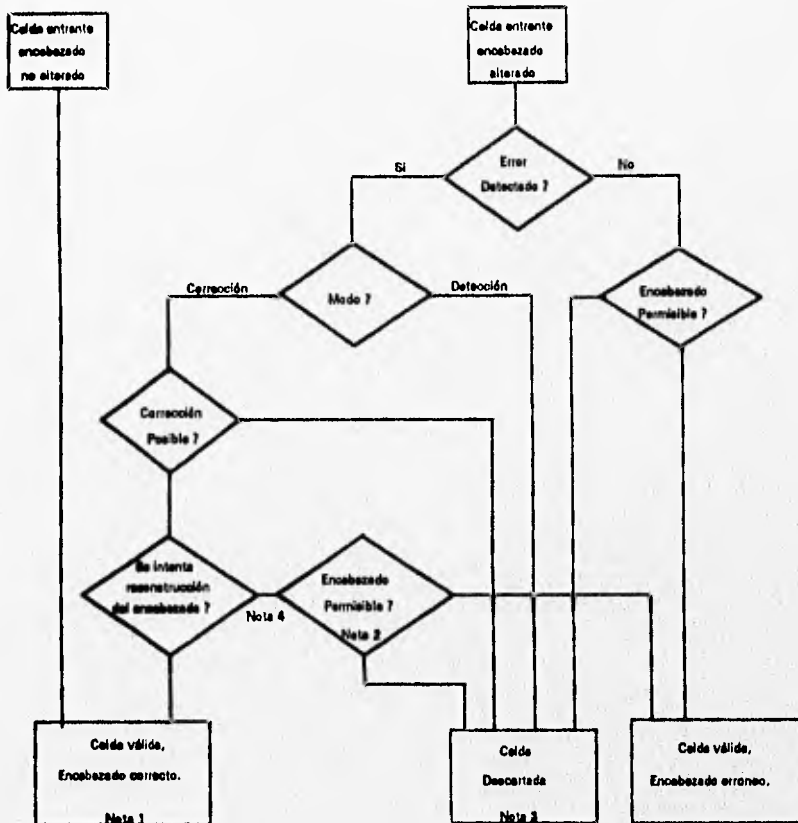 Celda entrante
encabezado
no alterado
Celda entrante
encabezado
alterado
Error
Detectado ?
Si
No
Modo ?
Corrección
Detección
Encabezado
Permisible ?
Corrección
Posible ?
Se intenta
reconstrucción
del encabezado ?
Nota 4
Encabezado
Permisible ?
Nota 2
Celda válida,
Encabezado correcto.
Nota 1
Celda
Descartada
Nota 3
Celda válida,
Encabezado erroneo.